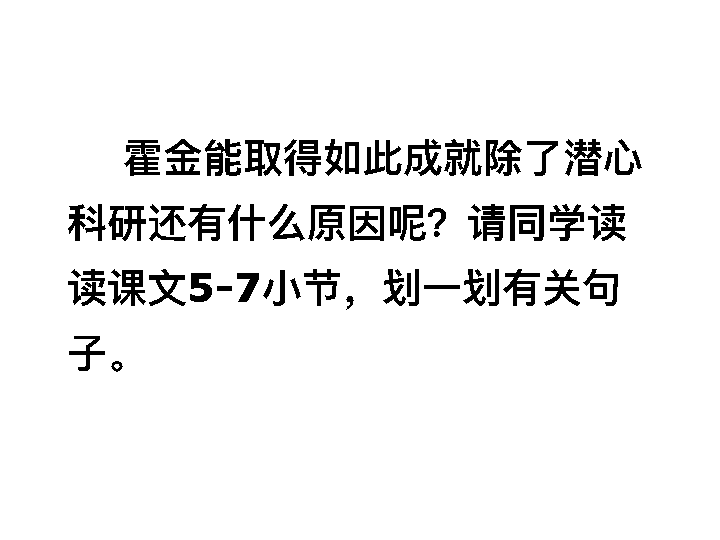 霍金能取得如此成就除了潜心
科研还有什么原因呢？请同学读
读课文5-7小节，划一划有关句
子。